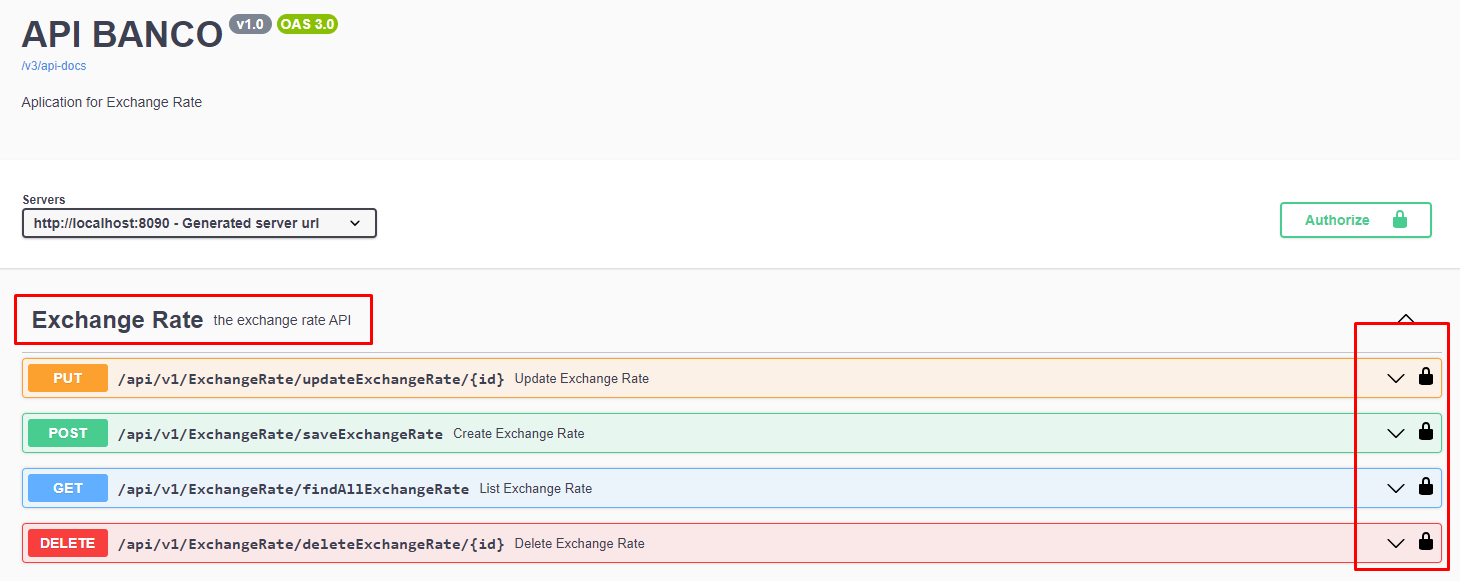 API BANCO v1.0 OAS 3.0
/v3/api-docs
Aplication for Exchange Rate
Servers
http://localhost:8090 - Generated server url
Authorize
Exchange Rate the exchange rate API
PUT /api/v1/ExchangeRate/updateExchangeRate/{id} Update Exchange Rate
POST /api/v1/ExchangeRate/saveExchangeRate Create Exchange Rate
GET /api/v1/ExchangeRate/findAllExchangeRate List Exchange Rate
DELETE /api/v1/ExchangeRate/deleteExchangeRate/{id} Delete Exchange Rate